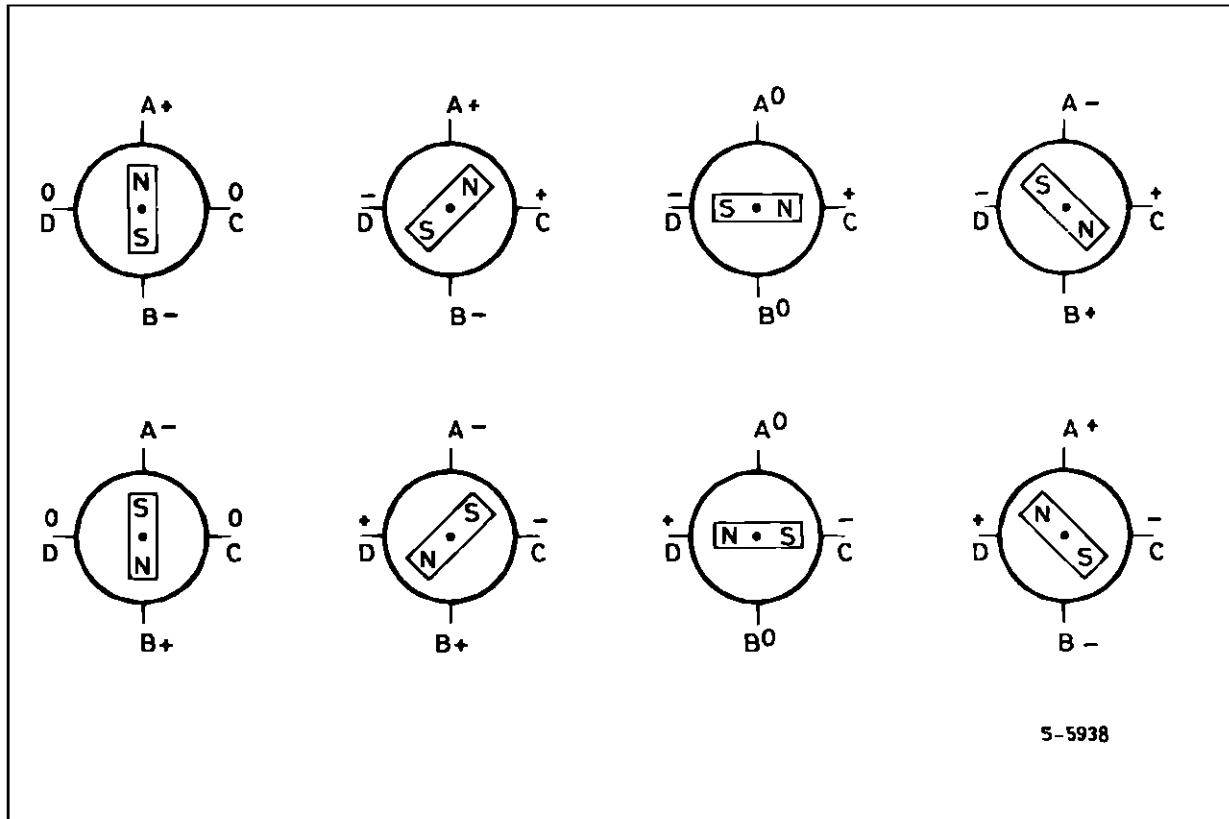 A+ A+ A0 A-
0 N 0 - N + - + - S +
D C D C D S N C D C
S S N
B- B- B0 B+
A- A- A0 A+
0 S 0 + S - + - + N -
D C D C D N S C D C
N N S
B+ B+ B0 B-
5-5938